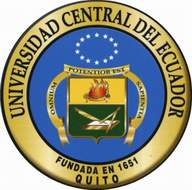 UNIVERSIDAD CENTRAL DEL ECUADOR
POTENTIOR EST
OMNIUM
SAPIENTIA
FUNDADA EN 1651
QUITO